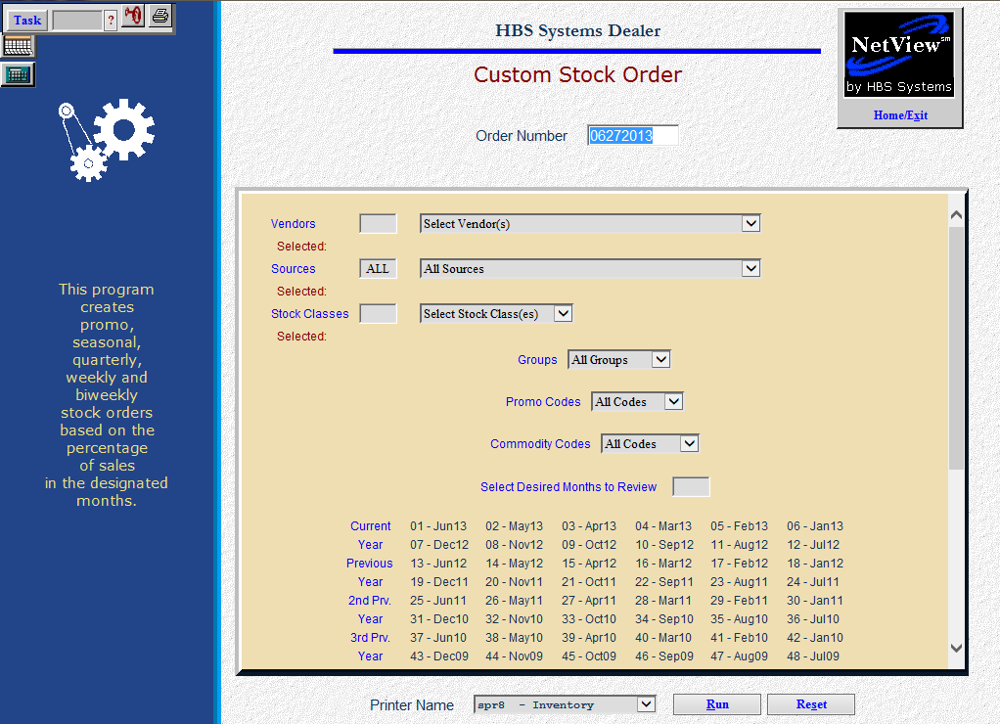 Task ?
HBS Systems Dealer
Custom Stock Order
NetView℠
by HBS Systems
Home/Exit
Order Number 06272013
This program
creates
promo,
seasonal,
quarterly,
weekly and
biweekly
stock orders
based on the
percentage
of sales
in the designated
months.
Vendors Select Vendor(s)
Selected:
Sources ALL All Sources
Selected:
Stock Classes Select Stock Class(es)
Selected:
Groups All Groups
Promo Codes All Codes
Commodity Codes All Codes
Select Desired Months to Review
Current 01 - Jun13 02 - May13 03 - Apr13 04 - Mar13 05 - Feb13 06 - Jan13
Year 07 - Dec12 08 - Nov12 09 - Oct12 10 - Sep12 11 - Aug12 12 - Jul12
Previous 13 - Jun12 14 - May12 15 - Apr12 16 - Mar12 17 - Feb12 18 - Jan12
Year 19 - Dec11 20 - Nov11 21 - Oct11 22 - Sep11 23 - Aug11 24 - Jul11
2nd Prv. 25 - Jun11 26 - May11 27 - Apr11 28 - Mar11 29 - Feb11 30 - Jan11
Year 31 - Dec10 32 - Nov10 33 - Oct10 34 - Sep10 35 - Aug10 36 - Jul10
3rd Prv. 37 - Jun10 38 - May10 39 - Apr10 40 - Mar10 41 - Feb10 42 - Jan10
Year 43 - Dec09 44 - Nov09 45 - Oct09 46 - Sep09 47 - Aug09 48 - Jul09
Printer Name spr8 - Inventory Run Reset